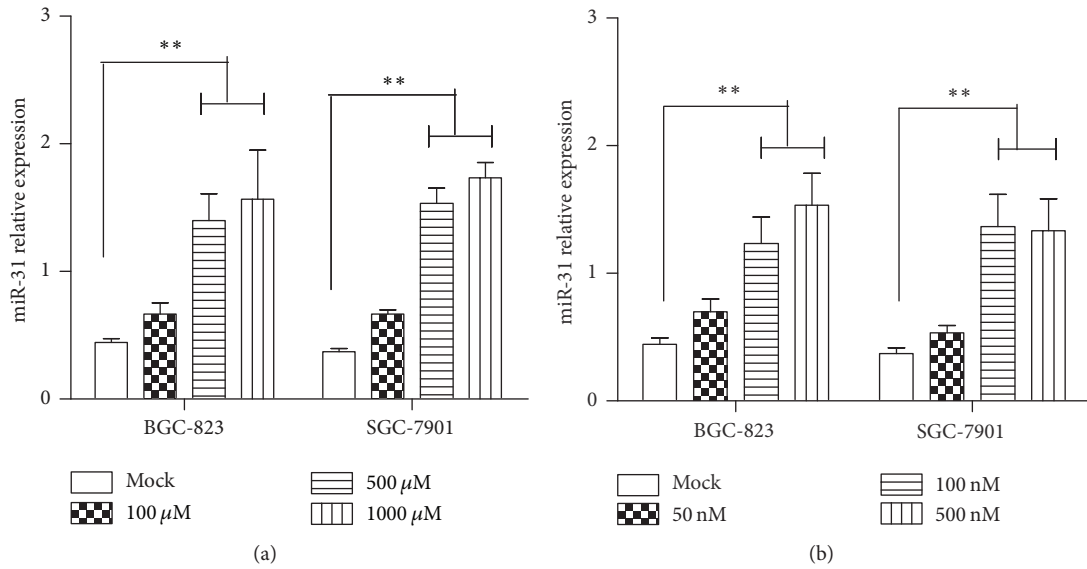 3
2
1
0
miR-31 relative expression
**
**
BGC-823
SGC-7901
Mock
100 μM
500 μM
1000 μM
(a)
3
2
1
0
miR-31 relative expression
**
**
BGC-823
SGC-7901
Mock
50 nM
100 nM
500 nM
(b)